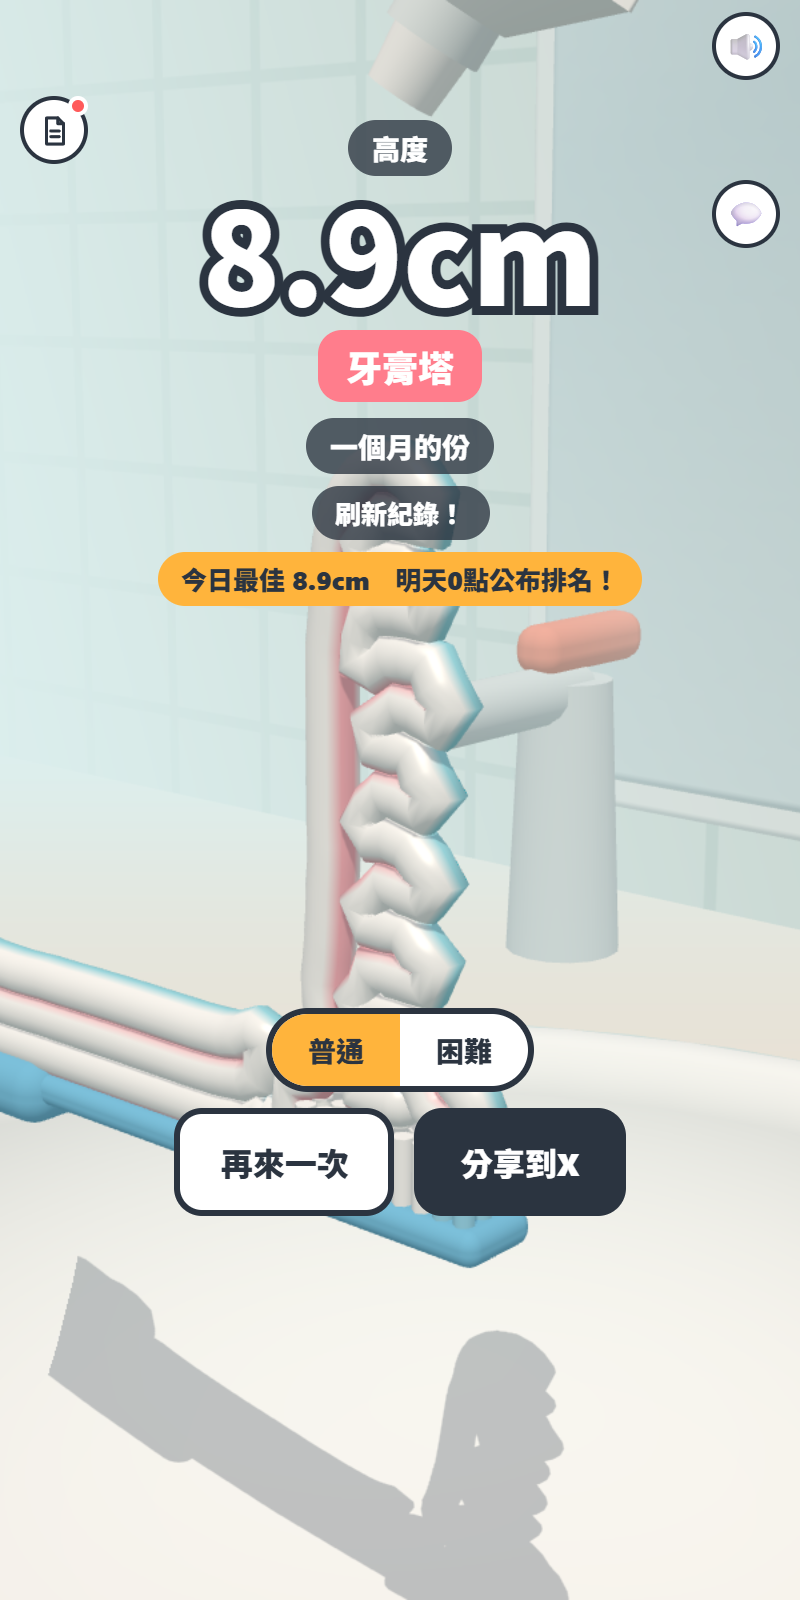 高度
8.9cm
牙膏塔
一個月的份
刷新紀錄！
今日最佳 8.9cm　明天0點公布排名！
普通
困難
再來一次
分享到X